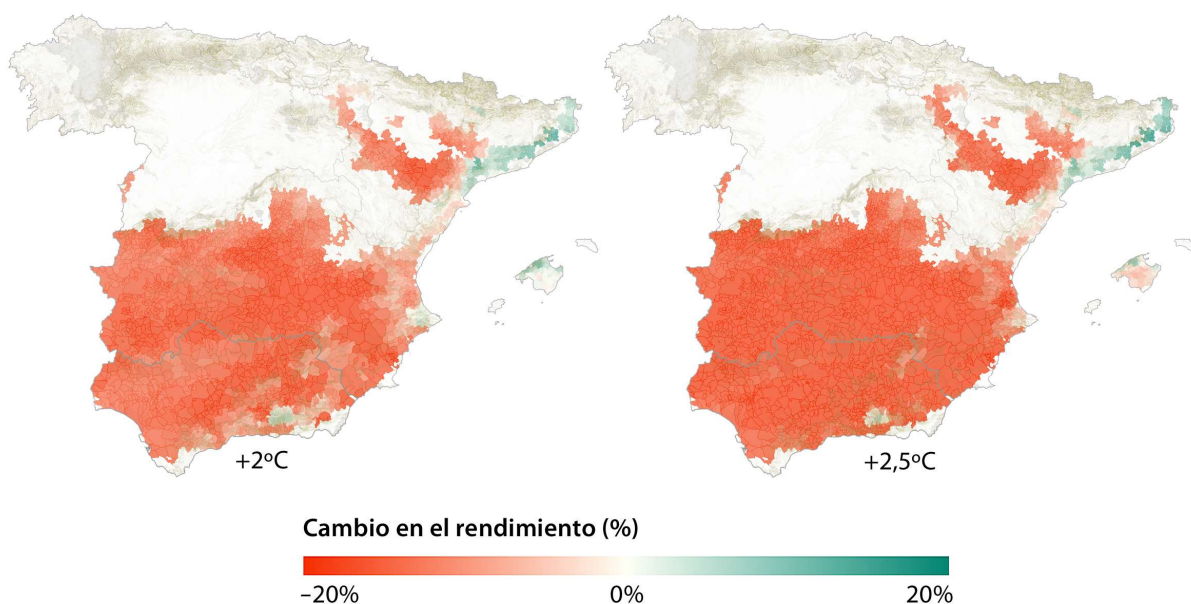 +2ºC
+2,5ºC
Cambio en el rendimiento (%)
–20%
0%
20%